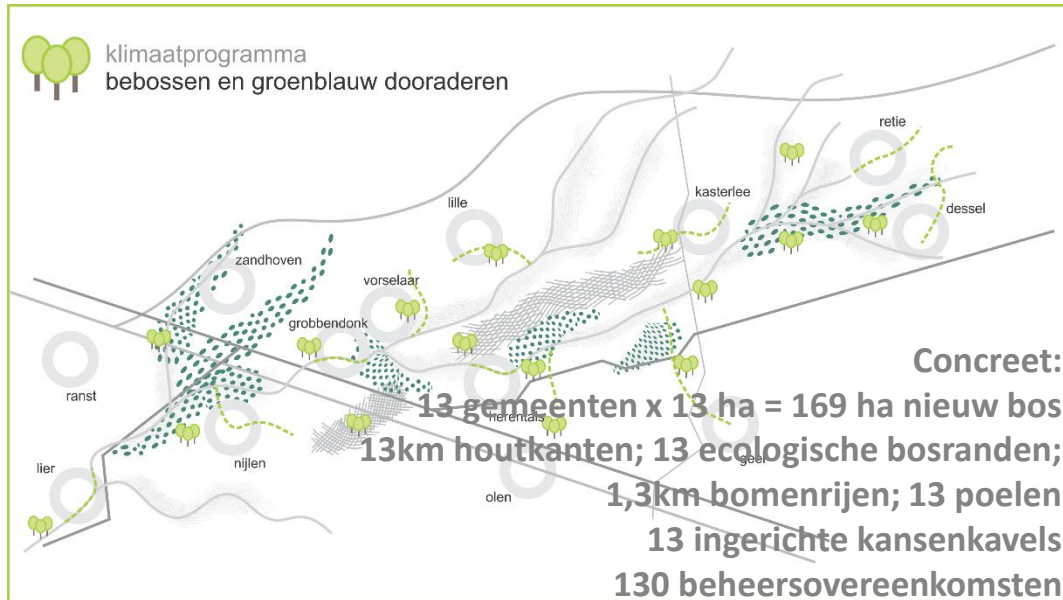 klimaatprogramma
bebossen en groenblauw dooraderen
retie
kasterlee
lille
dessel
zandhoven
vorselaar
grobbendonk
ranst
herentals
nijlen
geel
lier
olen
Concreet:
13 gemeenten x 13 ha = 169 ha nieuw bos
13km houtkanten; 13 ecologische bosranden;
1,3km bomenrijen; 13 poelen
13 ingerichte kansenkavels
130 beheersovereenkomsten